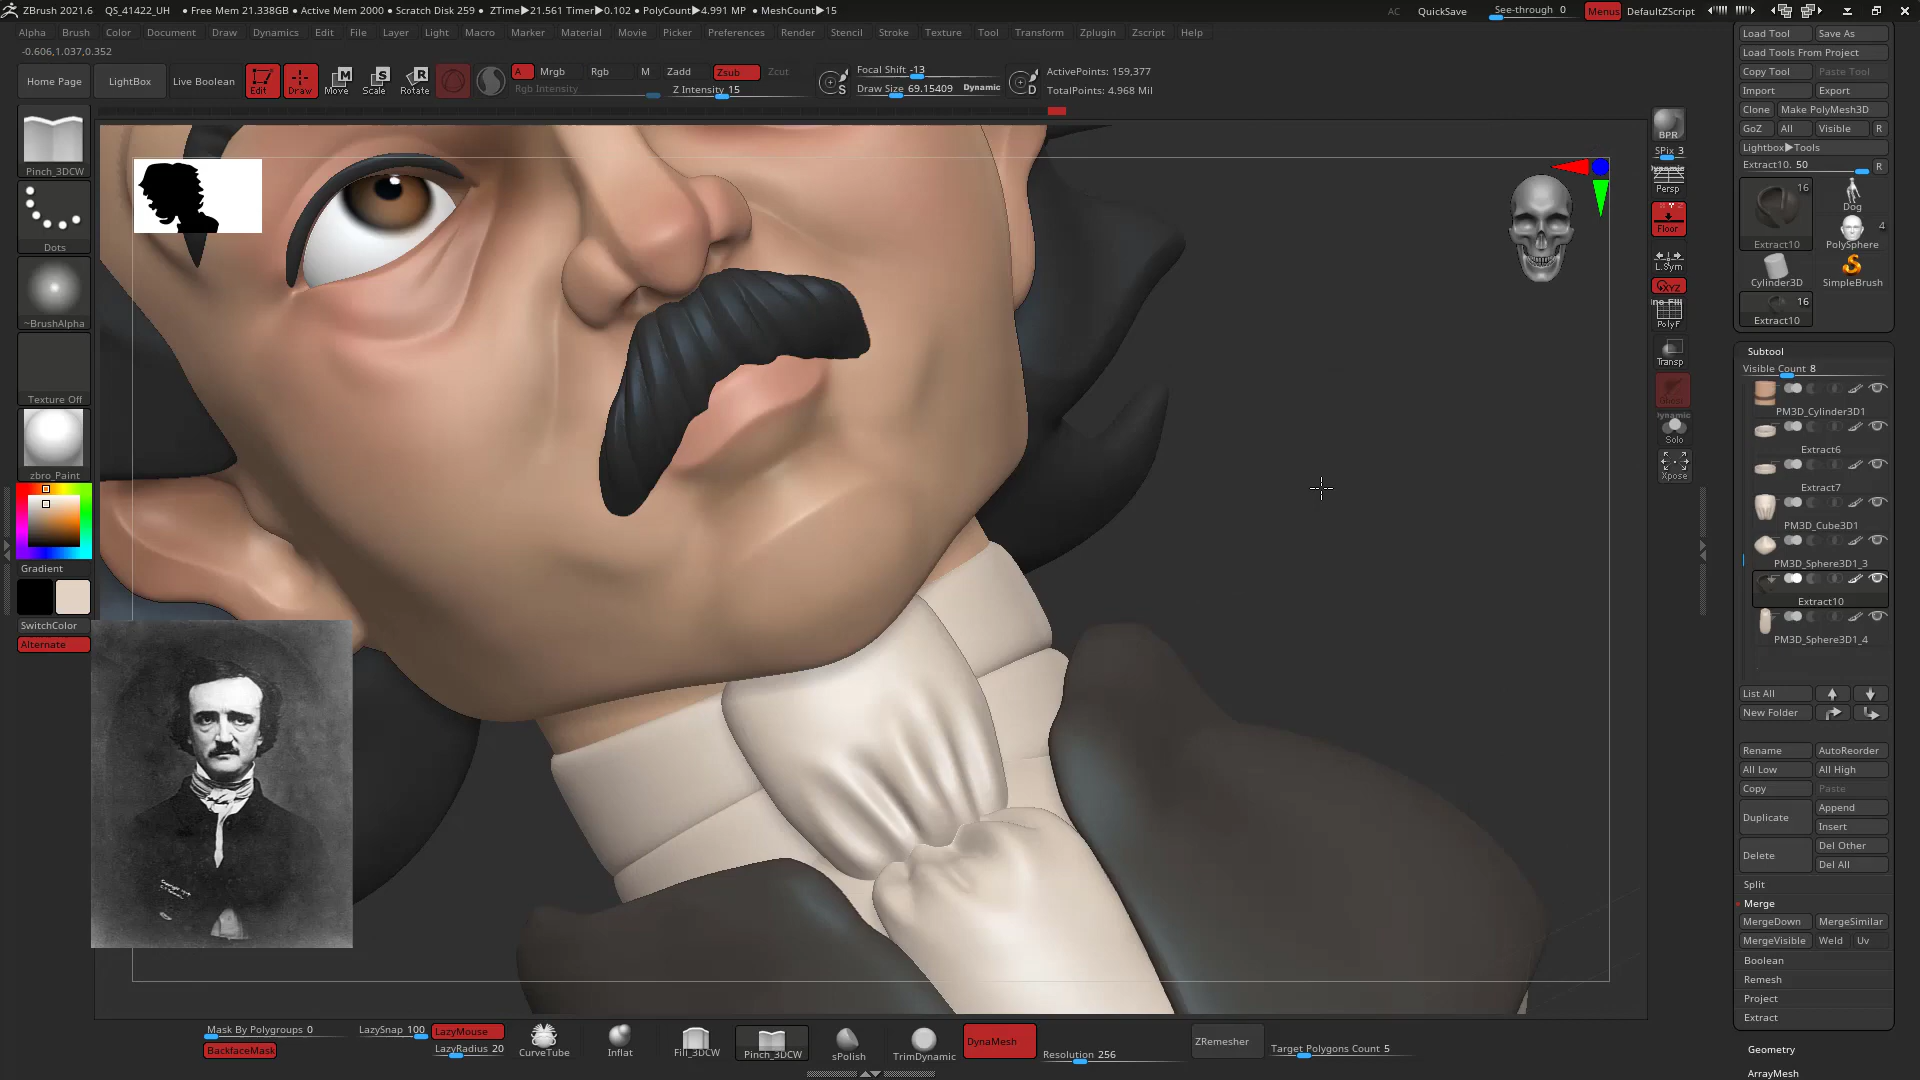 ZBrush 2021.6 QS_41422_UH • Free Mem 21.338GB • Active Mem 2000 • Scratch Disk 259 • ZTime▶21.561 Timer▶0.102 • PolyCount▶4.991 MP • MeshCount▶15 AC QuickSave See-through 0 Menus DefaultZScript
Alpha Brush Color Document Draw Dynamics Edit File Layer Light Macro Marker Material Movie Picker Preferences Render Stencil Stroke Texture Tool Transform Zplugin Zscript Help
-0.606,1.037,0.352
Home Page LightBox Live Boolean Edit Draw Move Scale Rotate
A Mrgb Rgb M Zadd Zsub Zcut
Rgb Intensity Z Intensity 15
Focal Shift -13
Draw Size 69.15409 Dynamic
S D
ActivePoints: 159,377
TotalPoints: 4.968 Mil
Pinch_3DCW
Dots
~BrushAlpha
Texture Off
zbro_Paint
Gradient
SwitchColor
Alternate
BPR
SPix 3
Dynamic
Persp
Floor
L.Sym
XYZ
PolyF
Transp
Ghost
Dynamic
Solo
Xpose
Load Tool Save As
Load Tools From Project
Copy Tool Paste Tool
Import Export
Clone Make PolyMesh3D
GoZ All Visible R
Lightbox▶Tools
Extract10. 50 R
16
Extract10
Dog
4
PolySphere
Cylinder3D SimpleBrush
16
Extract10
Subtool
Visible Count 8
PM3D_Cylinder3D1
Extract6
Extract7
PM3D_Cube3D1
PM3D_Sphere3D1_3
Extract10
PM3D_Sphere3D1_4
List All
New Folder
Rename AutoReorder
All Low All High
Copy Paste
Duplicate Append
Insert
Delete Del Other
Del All
Split
Merge
MergeDown MergeSimilar
MergeVisible Weld Uv
Boolean
Remesh
Project
Extract
Geometry
ArrayMesh
Mask By Polygroups 0
BackfaceMask
LazySnap 100 LazyMouse
LazyRadius 20
CurveTube Inflat Fill_3DCW Pinch_3DCW sPolish TrimDynamic
DynaMesh
Resolution 256
ZRemesher
Target Polygons Count 5